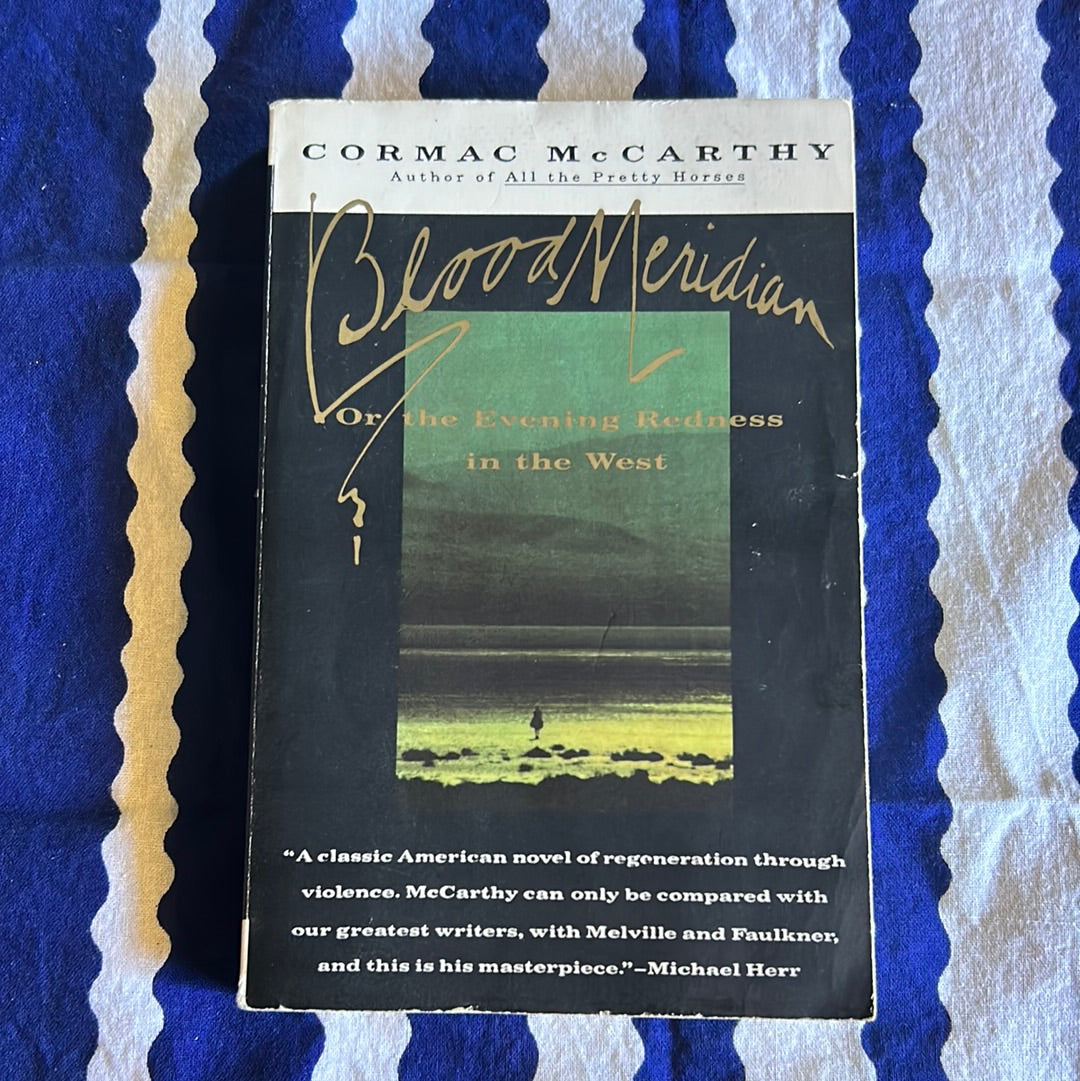 CORMAC McCARTHY
Author of All the Pretty Horses
Blood Meridian
Or the Evening Redness
in the West
“A classic American novel of regeneration through
violence. McCarthy can only be compared with
our greatest writers, with Melville and Faulkner,
and this is his masterpiece.”–Michael Herr